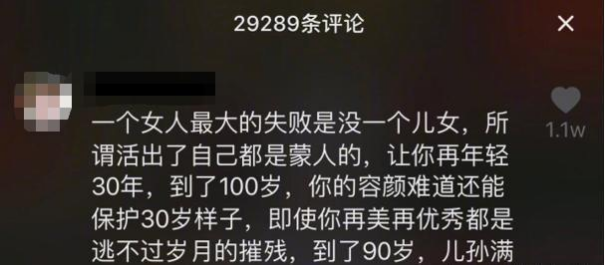 29289条评论
一个女人最大的失败是没一个儿女，所
谓活出了自己都是蒙人的，让你再年轻
1.1w
30年，到了100岁，你的容颜难道还能
保护30岁样子，即使你再美再优秀都是
逃不过岁月的摧残，到了90岁，儿孙满